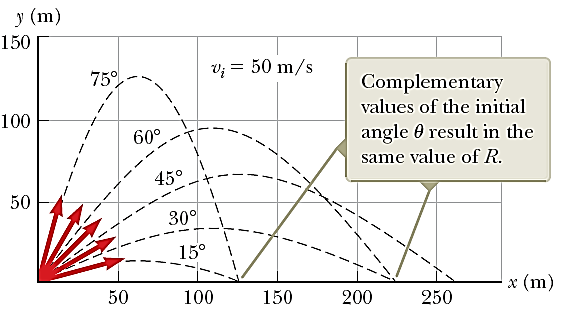 y (m)
150
75°
vᵢ = 50 m/s
Complementary
values of the initial
angle θ result in the
same value of R.
100
60°
45°
50
30°
15°
x (m)
50 100 150 200 250